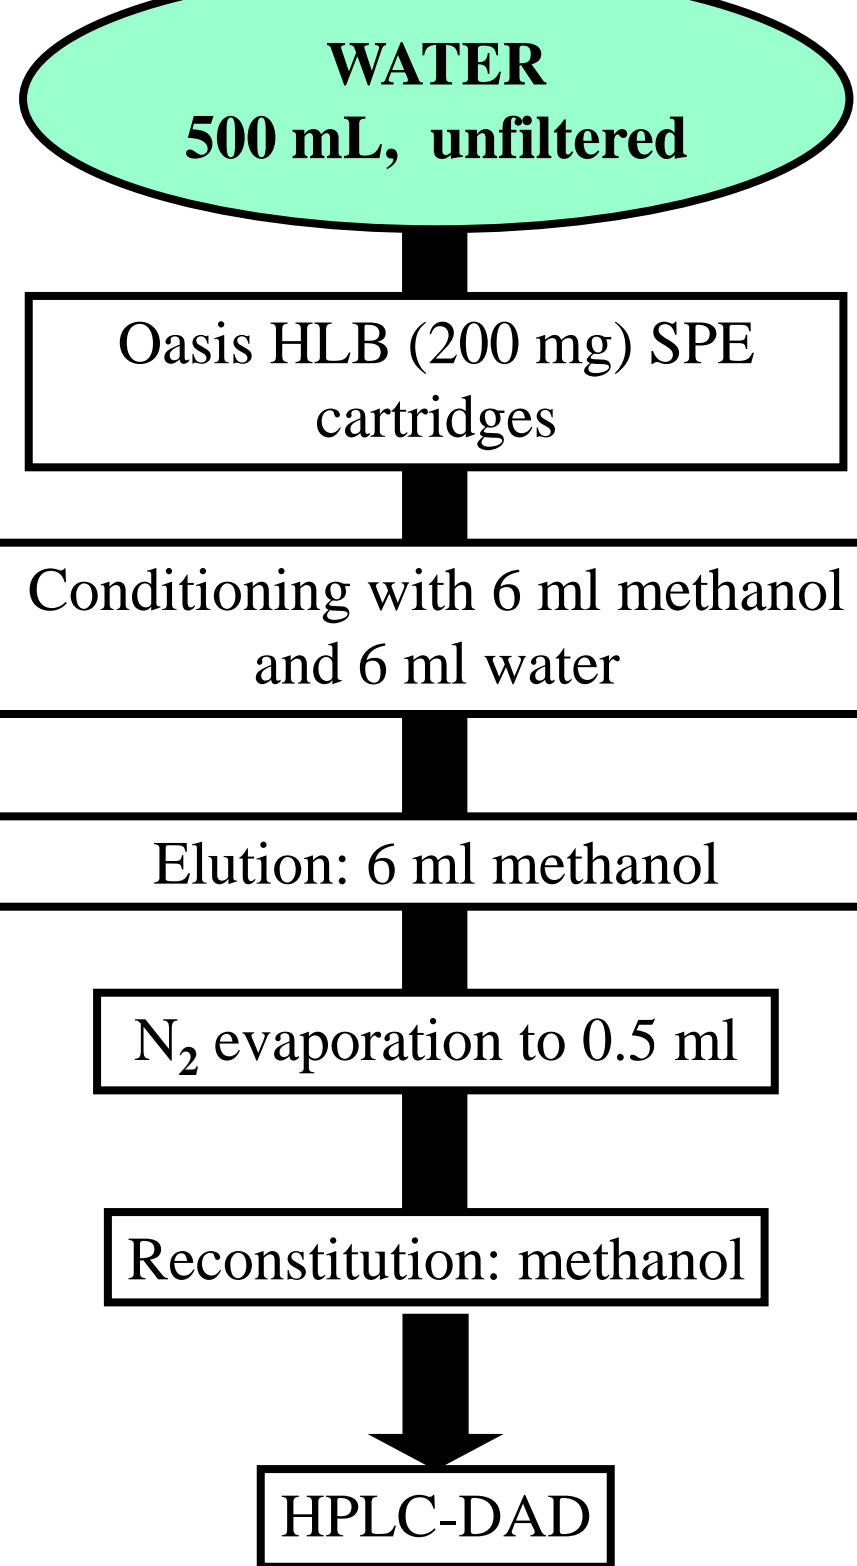 WATER
500 mL,  unfiltered
Oasis HLB (200 mg) SPE
cartridges
Conditioning with 6 ml methanol
and 6 ml water
Elution: 6 ml methanol
N₂ evaporation to 0.5 ml
Reconstitution: methanol
HPLC-DAD